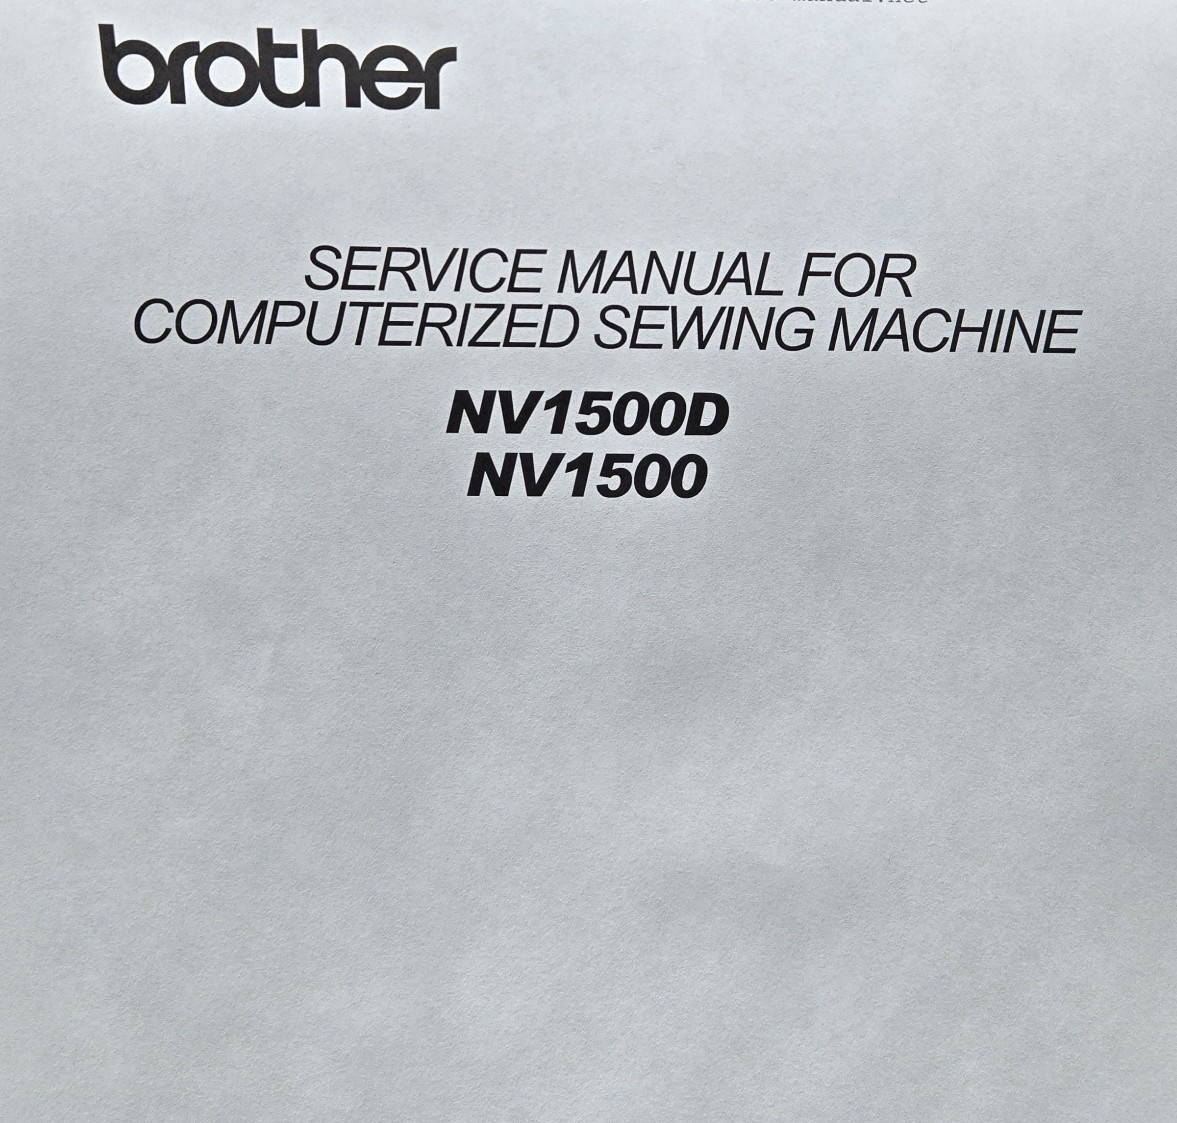 brother
SERVICE MANUAL FOR
COMPUTERIZED SEWING MACHINE
NV1500D
NV1500